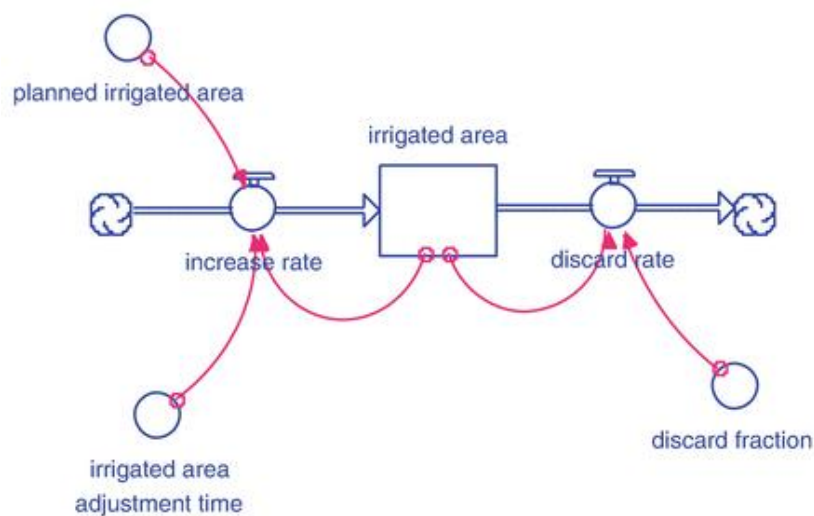 planned irrigated area
irrigated area
increase rate
discard rate
discard fraction
irrigated area
adjustment time